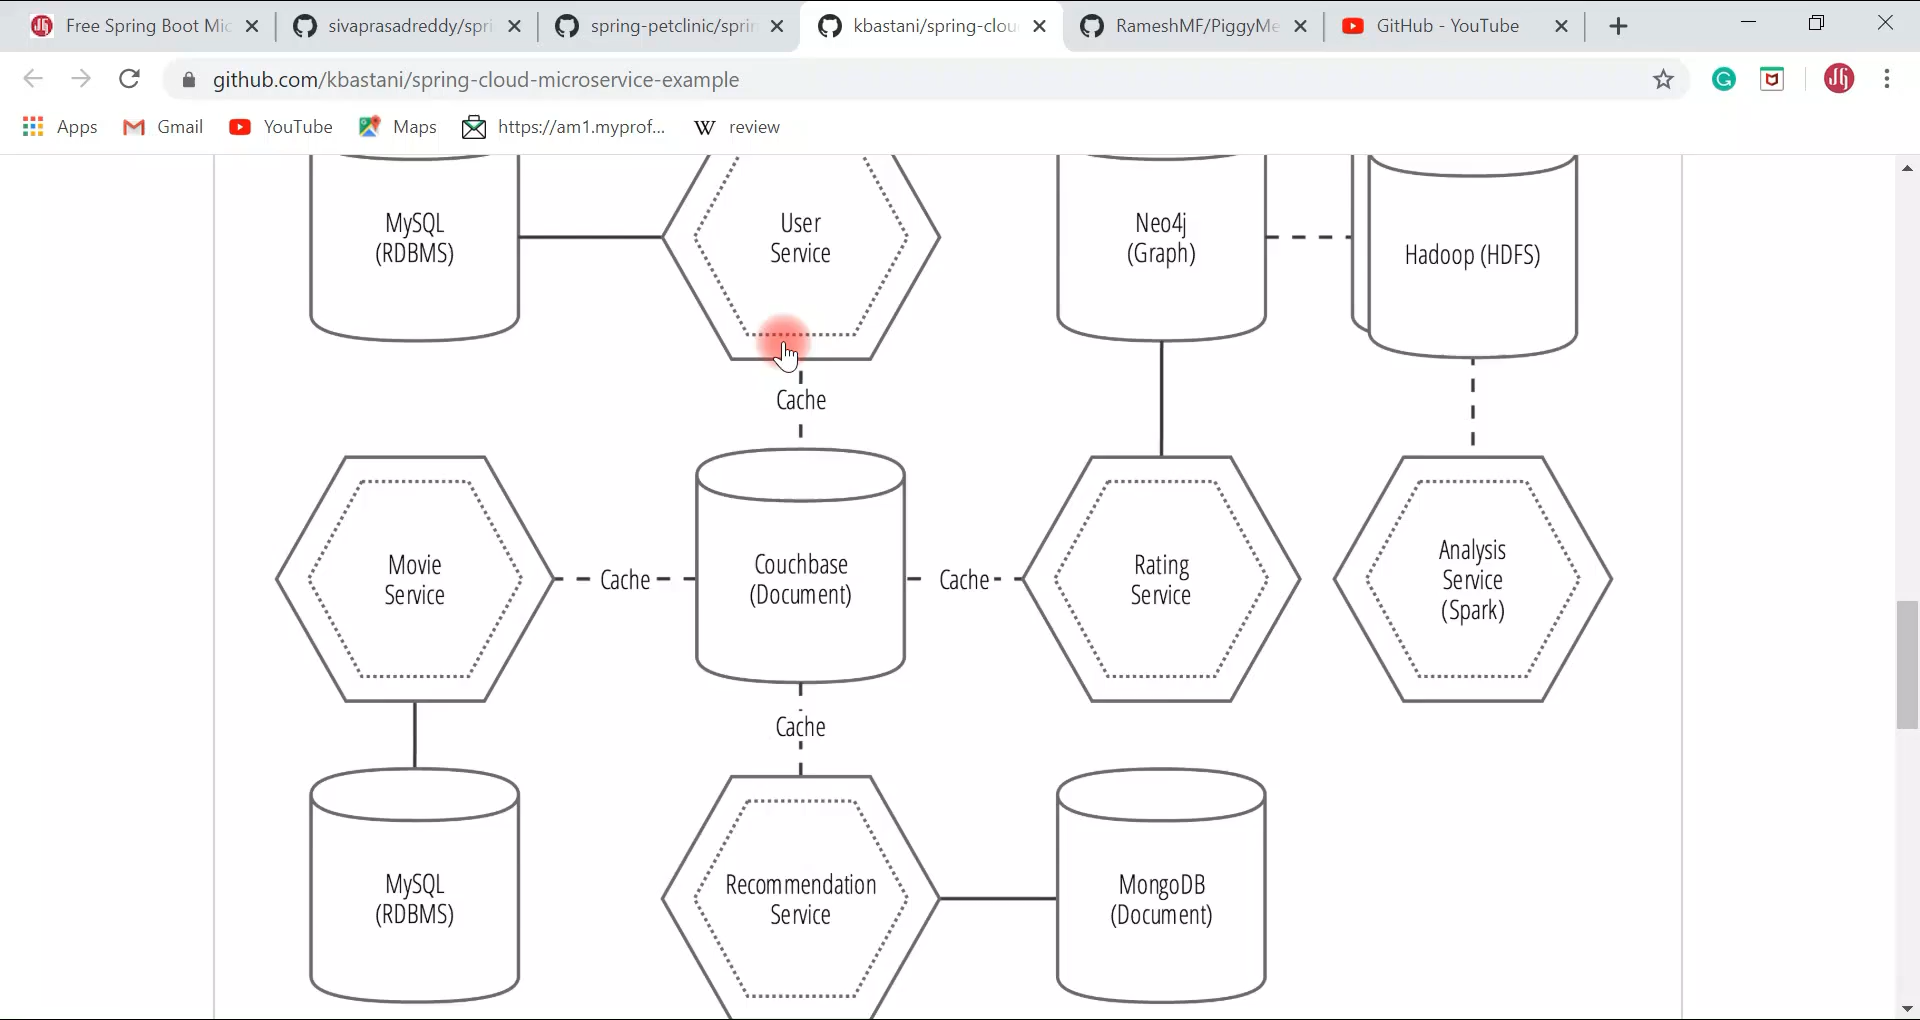 Free Spring Boot Mic
sivaprasadreddy/spri
spring-petclinic/sprin
kbastani/spring-clou
RameshMF/PiggyMe
GitHub - YouTube
github.com/kbastani/spring-cloud-microservice-example
Apps
Gmail
YouTube
Maps
https://am1.myprof...
W review
MySQL
(RDBMS)
User
Service
Neo4j
(Graph)
Hadoop (HDFS)
Cache
Movie
Service
Cache
Couchbase
(Document)
Cache
Rating
Service
Analysis
Service
(Spark)
Cache
MySQL
(RDBMS)
Recommendation
Service
MongoDB
(Document)